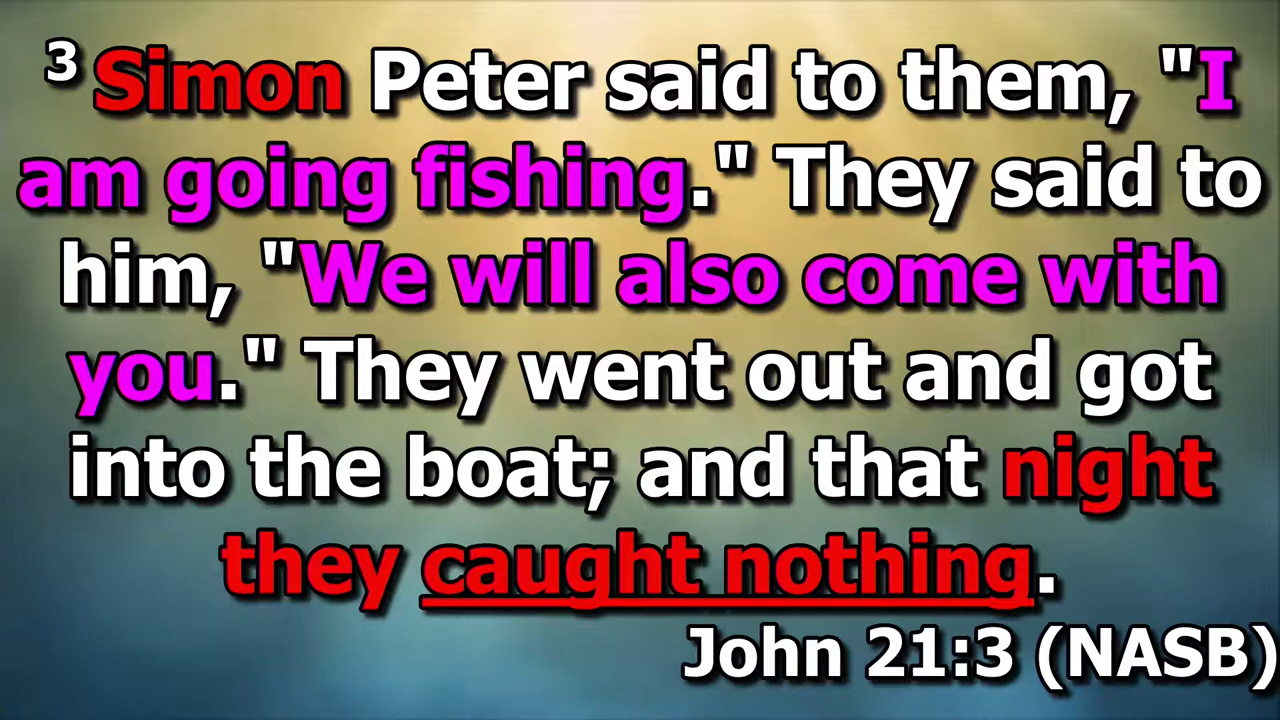 ³ Simon Peter said to them, "I
am going fishing." They said to
him, "We will also come with
you." They went out and got
into the boat; and that night
they caught nothing.
John 21:3 (NASB)